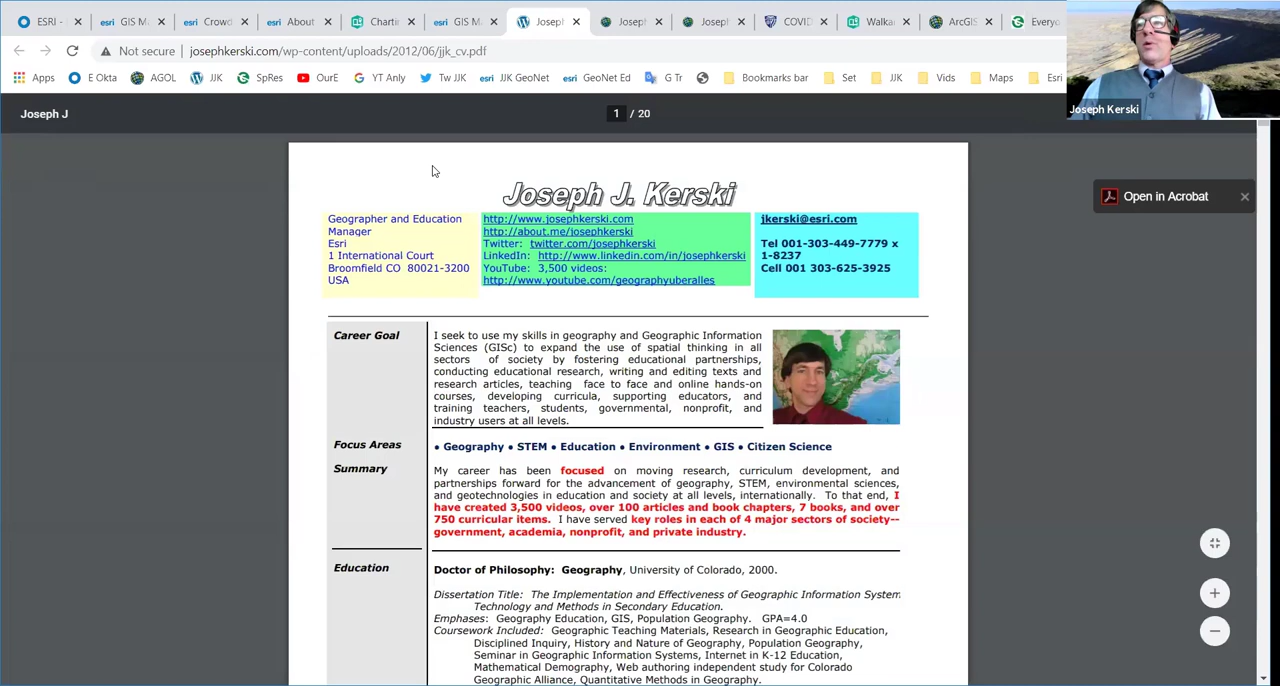 ESRI -
esri GIS M
esri Crowd
esri About
Chartin
esri GIS M
Joseph
Joseph
Joseph
COVID
Walka
ArcGIS
Everyo
Not secure | josephkerski.com/wp-content/uploads/2012/06/jjk_cv.pdf
Apps E Okta AGOL JJK SpRes OurE YT Anly Tw JJK esri JJK GeoNet esri GeoNet Ed G Tr Bookmarks bar Set JJK Vids Maps Esri
Joseph Kerski
Joseph J
1 / 20
Open in Acrobat
Joseph J. Kerski
Geographer and Education
Manager
Esri
1 International Court
Broomfield CO 80021-3200
USA
http://www.josephkerski.com
http://about.me/josephkerski
Twitter: twitter.com/josephkerski
LinkedIn: http://www.linkedin.com/in/josephkerski
YouTube: 3,500 videos:
http://www.youtube.com/geographyuberalles
jkerski@esri.com
Tel 001-303-449-7779 x
1-8237
Cell 001 303-625-3925
Career Goal
I seek to use my skills in geography and Geographic Information
Sciences (GISc) to expand the use of spatial thinking in all
sectors of society by fostering educational partnerships,
conducting educational research, writing and editing texts and
research articles, teaching face to face and online hands-on
courses, developing curricula, supporting educators, and
training teachers, students, governmental, nonprofit, and
industry users at all levels.
Focus Areas
• Geography • STEM • Education • Environment • GIS • Citizen Science
Summary
My career has been focused on moving research, curriculum development, and
partnerships forward for the advancement of geography, STEM, environmental sciences,
and geotechnologies in education and society at all levels, internationally. To that end, I
have created 3,500 videos, over 100 articles and book chapters, 7 books, and over
750 curricular items. I have served key roles in each of 4 major sectors of society--
government, academia, nonprofit, and private industry.
Education
Doctor of Philosophy: Geography, University of Colorado, 2000.
Dissertation Title: The Implementation and Effectiveness of Geographic Information System
Technology and Methods in Secondary Education.
Emphases: Geography Education, GIS, Population Geography. GPA=4.0
Coursework Included: Geographic Teaching Materials, Research in Geographic Education,
Disciplined Inquiry, History and Nature of Geography, Population Geography,
Seminar in Geographic Information Systems, Internet in K-12 Education,
Mathematical Demography, Web authoring independent study for Colorado
Geographic Alliance, Quantitative Methods in Geography.